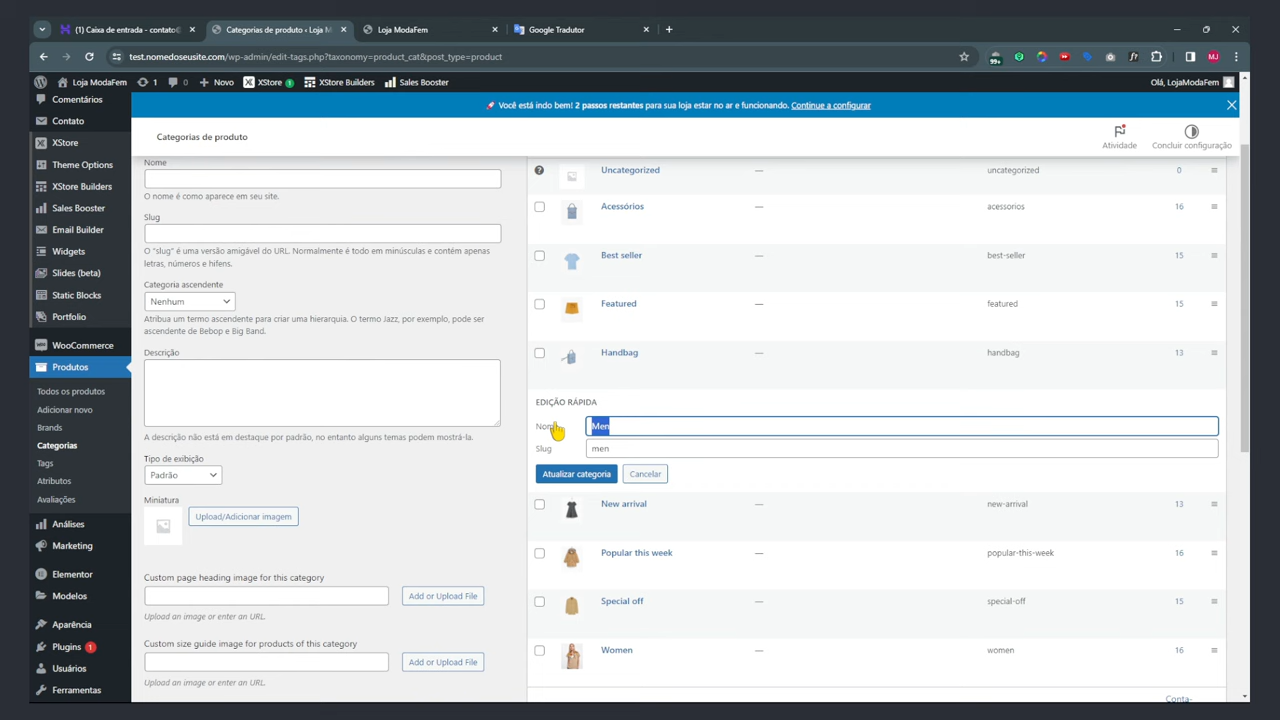 (1) Caixa de entrada - contato@
Categorias de produto ‹ Loja M
Loja ModaFem
Google Tradutor
test.nomedoseusite.com/wp-admin/edit-tags.php?taxonomy=product_cat&post_type=product
99+
MJ
Loja ModaFem
1
0
Novo
XStore
1
XStore Builders
Sales Booster
Olá, LojaModaFem
Comentários
Contato
XStore
Theme Options
XStore Builders
Sales Booster
Email Builder
Widgets
Slides (beta)
Static Blocks
Portfolio
WooCommerce
Produtos
Todos os produtos
Adicionar novo
Brands
Categorias
Tags
Atributos
Avaliações
Análises
Marketing
Elementor
Modelos
Aparência
Plugins 1
Usuários
Ferramentas
🚀 Você está indo bem! 2 passos restantes para sua loja estar no ar e funcionando. Continue a configurar
Categorias de produto
Atividade
Concluir configuração
Nome
O nome é como aparece em seu site.
Slug
O "slug" é uma versão amigável do URL. Normalmente é todo em minúsculas e contém apenas
letras, números e hifens.
Categoria ascendente
Nenhum
Atribua um termo ascendente para criar uma hierarquia. O termo Jazz, por exemplo, pode ser
ascendente de Bebop e Big Band.
Descrição
A descrição não está em destaque por padrão, no entanto alguns temas podem mostrá-la.
Tipo de exibição
Padrão
Miniatura
Upload/Adicionar imagem
Custom page heading image for this category
Add or Upload File
Upload an image or enter an URL.
Custom size guide image for products of this category
Add or Upload File
Upload an image or enter an URL.
Uncategorized — uncategorized 0
Acessórios — acessorios 16
Best seller — best-seller 15
Featured — featured 15
Handbag — handbag 13
EDIÇÃO RÁPIDA
Men
Slug men
Atualizar categoria Cancelar
New arrival — new-arrival 13
Popular this week — popular-this-week 16
Special off — special-off 15
Women — women 16
Conta-